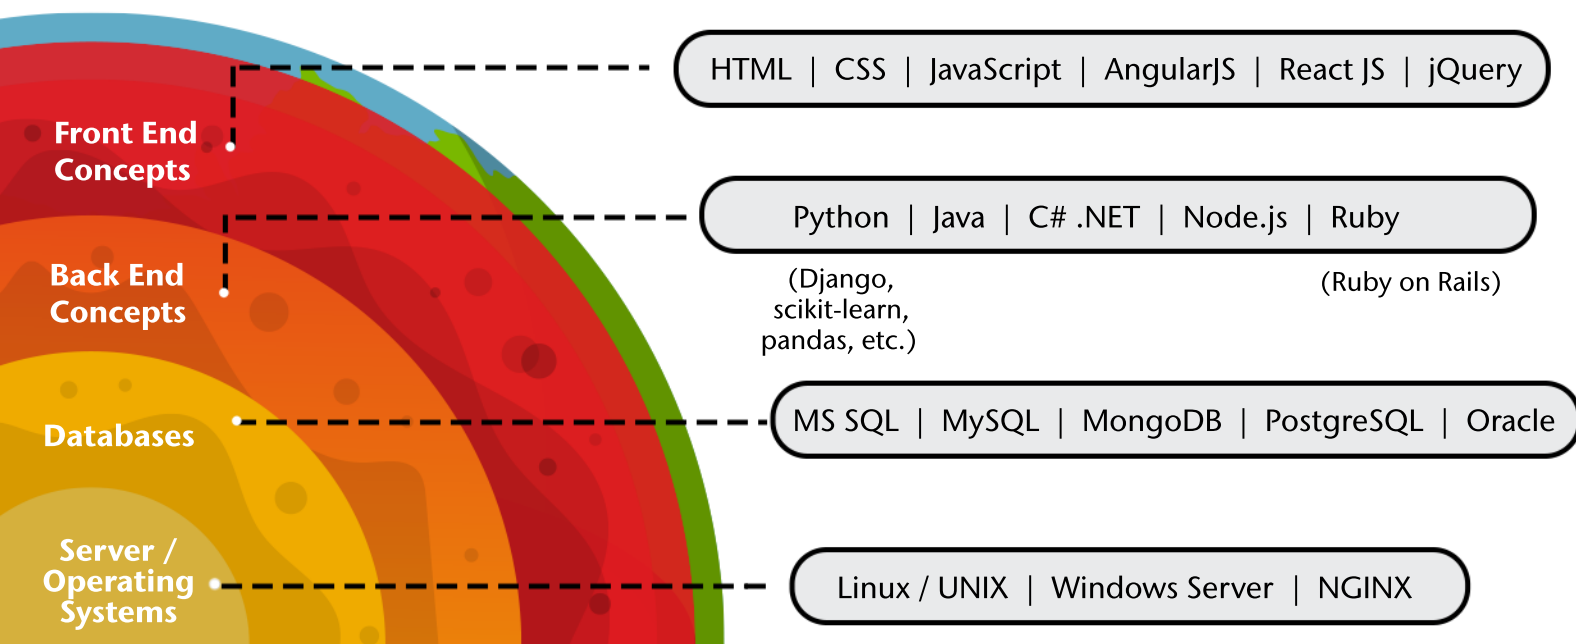 HTML | CSS | JavaScript | AngularJS | React JS | jQuery
Front End
Concepts
Python | Java | C# .NET | Node.js | Ruby
(Django,
scikit-learn,
pandas, etc.)
(Ruby on Rails)
Back End
Concepts
MS SQL | MySQL | MongoDB | PostgreSQL | Oracle
Databases
Server /
Operating
Systems
Linux / UNIX | Windows Server | NGINX